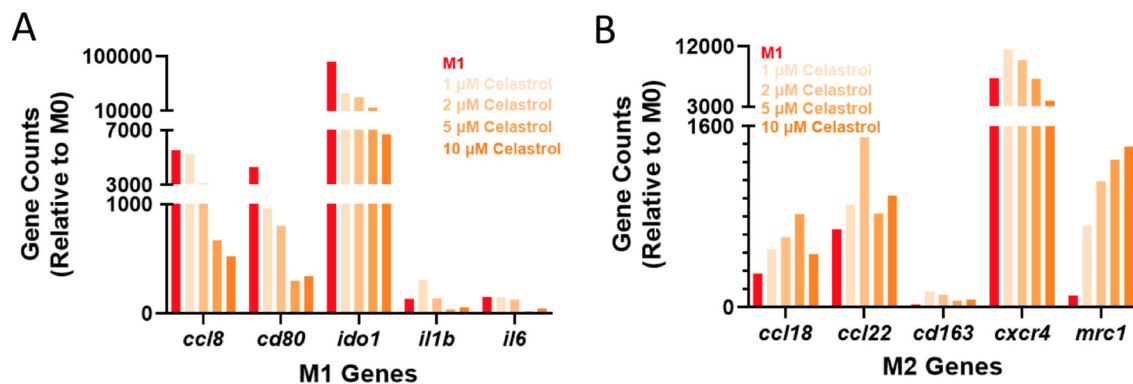 A
Gene Counts
(Relative to M0)
100000
10000
7000
3000
1000
0
M1
1 µM Celastrol
2 µM Celastrol
5 µM Celastrol
10 µM Celastrol
ccl8 cd80 ido1 il1b il6
M1 Genes
B
Gene Counts
(Relative to M0)
12000
3000
1600
0
M1
1 µM Celastrol
2 µM Celastrol
5 µM Celastrol
10 µM Celastrol
ccl18 ccl22 cd163 cxcr4 mrc1
M2 Genes